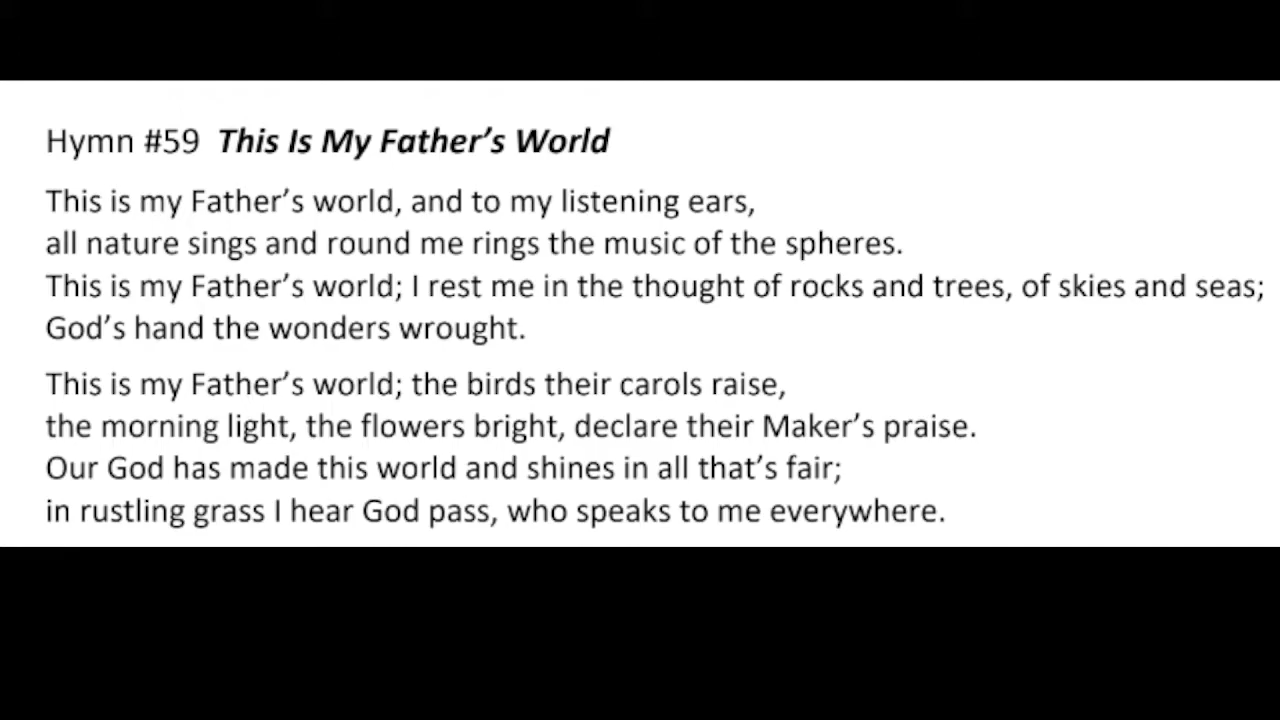 Hymn #59 This Is My Father’s World
This is my Father’s world, and to my listening ears,
all nature sings and round me rings the music of the spheres.
This is my Father’s world; I rest me in the thought of rocks and trees, of skies and seas;
God’s hand the wonders wrought.
This is my Father’s world; the birds their carols raise,
the morning light, the flowers bright, declare their Maker’s praise.
Our God has made this world and shines in all that’s fair;
in rustling grass I hear God pass, who speaks to me everywhere.